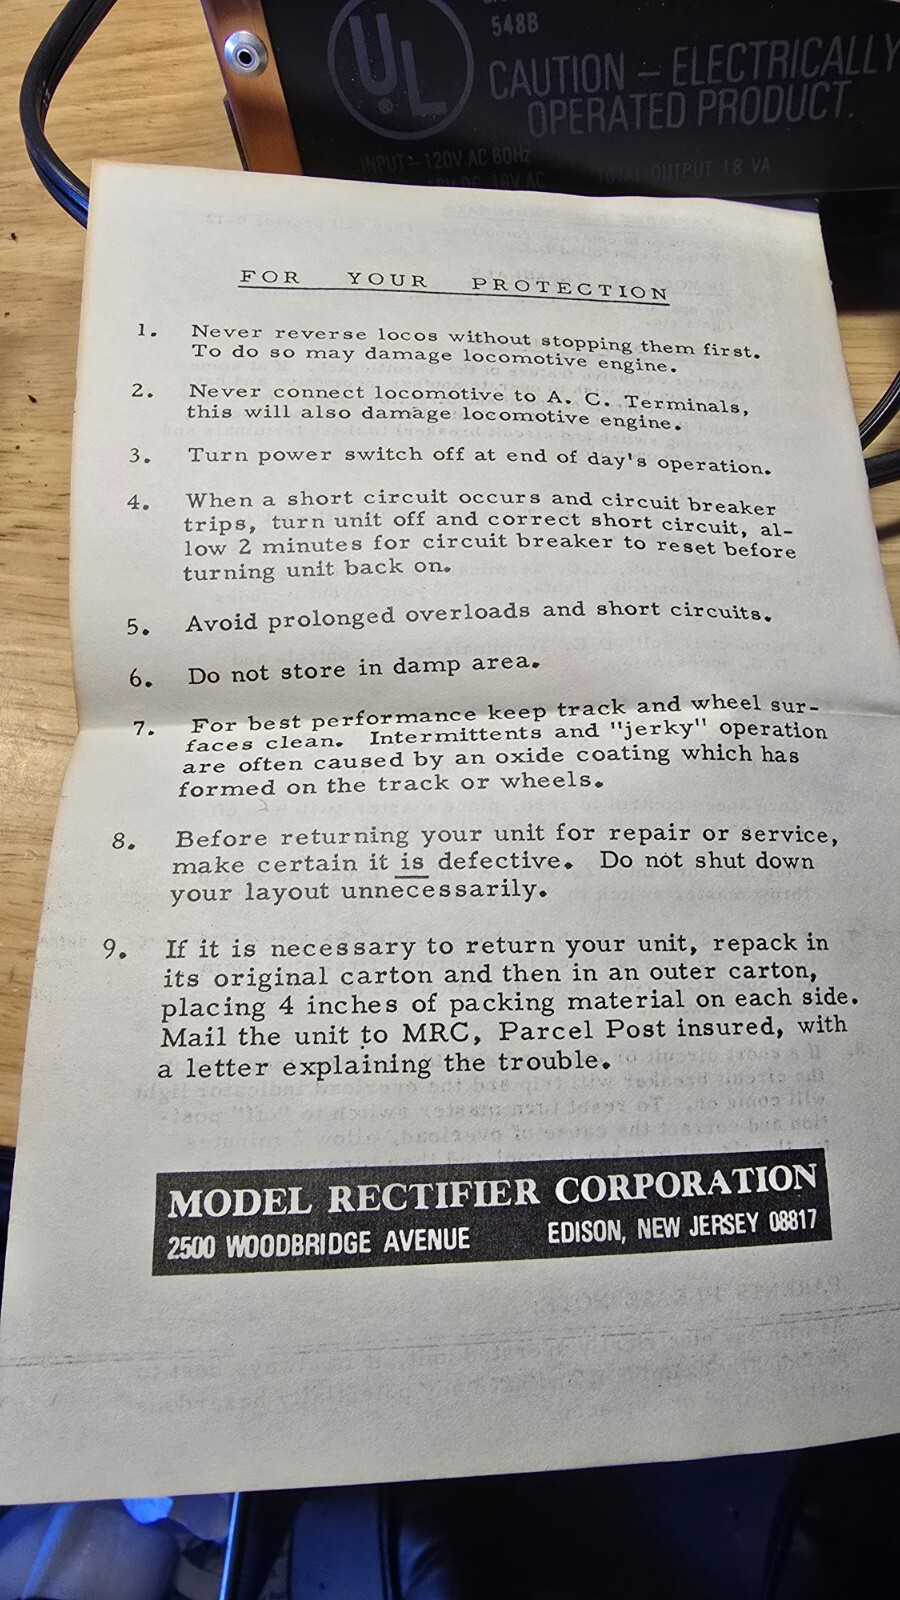 UL
548B
CAUTION — ELECTRICALLY
OPERATED PRODUCT.
INPUT – 120V AC 60Hz
DC, 18V AC TOTAL OUTPUT 18 VA
FOR YOUR PROTECTION
1. Never reverse locos without stopping them first.
To do so may damage locomotive engine.
2. Never connect locomotive to A. C. Terminals,
this will also damage locomotive engine.
3. Turn power switch off at end of day's operation.
4. When a short circuit occurs and circuit breaker
trips, turn unit off and correct short circuit, al-
low 2 minutes for circuit breaker to reset before
turning unit back on.
5. Avoid prolonged overloads and short circuits.
6. Do not store in damp area.
7. For best performance keep track and wheel sur-
faces clean. Intermittents and "jerky" operation
are often caused by an oxide coating which has
formed on the track or wheels.
8. Before returning your unit for repair or service,
make certain it is defective. Do not shut down
your layout unnecessarily.
9. If it is necessary to return your unit, repack in
its original carton and then in an outer carton,
placing 4 inches of packing material on each side.
Mail the unit to MRC, Parcel Post insured, with
a letter explaining the trouble.
MODEL RECTIFIER CORPORATION
2500 WOODBRIDGE AVENUE EDISON, NEW JERSEY 08817